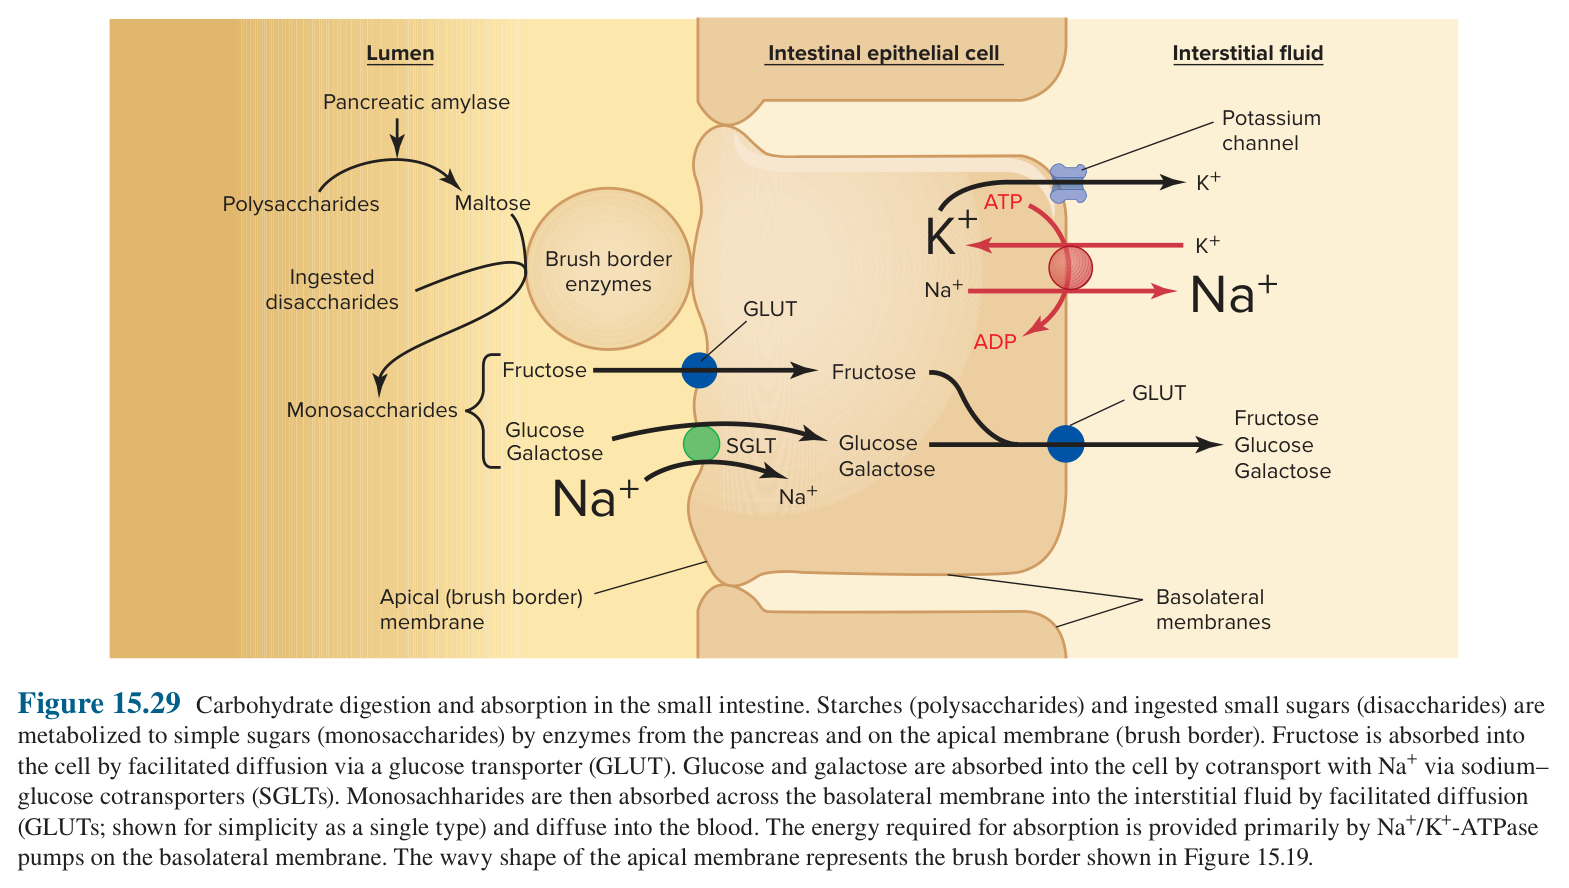 Lumen
Intestinal epithelial cell
Interstitial fluid
Pancreatic amylase
Polysaccharides
Maltose
Ingested
disaccharides
Brush border
enzymes
Monosaccharides
Fructose
Glucose
Galactose
Na⁺
GLUT
SGLT
Na⁺
Fructose
Glucose
Galactose
Potassium
channel
K⁺
ATP
K⁺
K⁺
Na⁺
Na⁺
ADP
GLUT
Fructose
Glucose
Galactose
Apical (brush border)
membrane
Basolateral
membranes
Figure 15.29 Carbohydrate digestion and absorption in the small intestine. Starches (polysaccharides) and ingested small sugars (disaccharides) are
metabolized to simple sugars (monosaccharides) by enzymes from the pancreas and on the apical membrane (brush border). Fructose is absorbed into
the cell by facilitated diffusion via a glucose transporter (GLUT). Glucose and galactose are absorbed into the cell by cotransport with Na⁺ via sodium–
glucose cotransporters (SGLTs). Monosachharides are then absorbed across the basolateral membrane into the interstitial fluid by facilitated diffusion
(GLUTs; shown for simplicity as a single type) and diffuse into the blood. The energy required for absorption is provided primarily by Na⁺/K⁺-ATPase
pumps on the basolateral membrane. The wavy shape of the apical membrane represents the brush border shown in Figure 15.19.